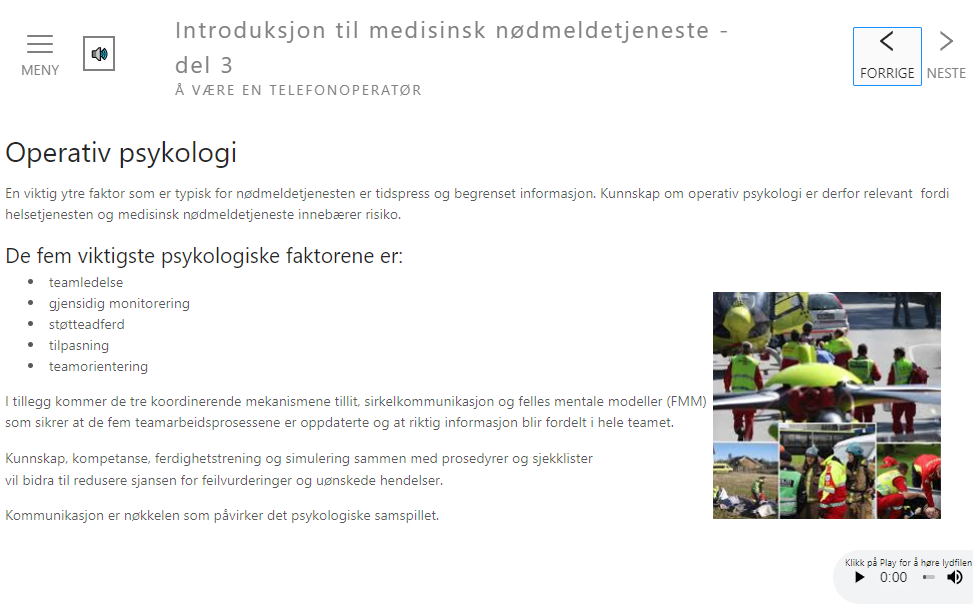 Introduksjon til medisinsk nødmeldetjeneste -
del 3
Å VÆRE EN TELEFONOPERATØR
MENY
FORRIGE
NESTE
Operativ psykologi
En viktig ytre faktor som er typisk for nødmeldetjenesten er tidspress og begrenset informasjon. Kunnskap om operativ psykologi er derfor relevant  fordi
helsetjenesten og medisinsk nødmeldetjeneste innebærer risiko.
De fem viktigste psykologiske faktorene er:
• teamledelse
• gjensidig monitorering
• støtteadferd
• tilpasning
• teamorientering
I tillegg kommer de tre koordinerende mekanismene tillit, sirkelkommunikasjon og felles mentale modeller (FMM)
som sikrer at de fem teamarbeidsprosessene er oppdaterte og at riktig informasjon blir fordelt i hele teamet.
Kunnskap, kompetanse, ferdighetstrening og simulering sammen med prosedyrer og sjekklister
vil bidra til redusere sjansen for feilvurderinger og uønskede hendelser.
Kommunikasjon er nøkkelen som påvirker det psykologiske samspillet.
Klikk på Play for å høre lydfilen
0:00